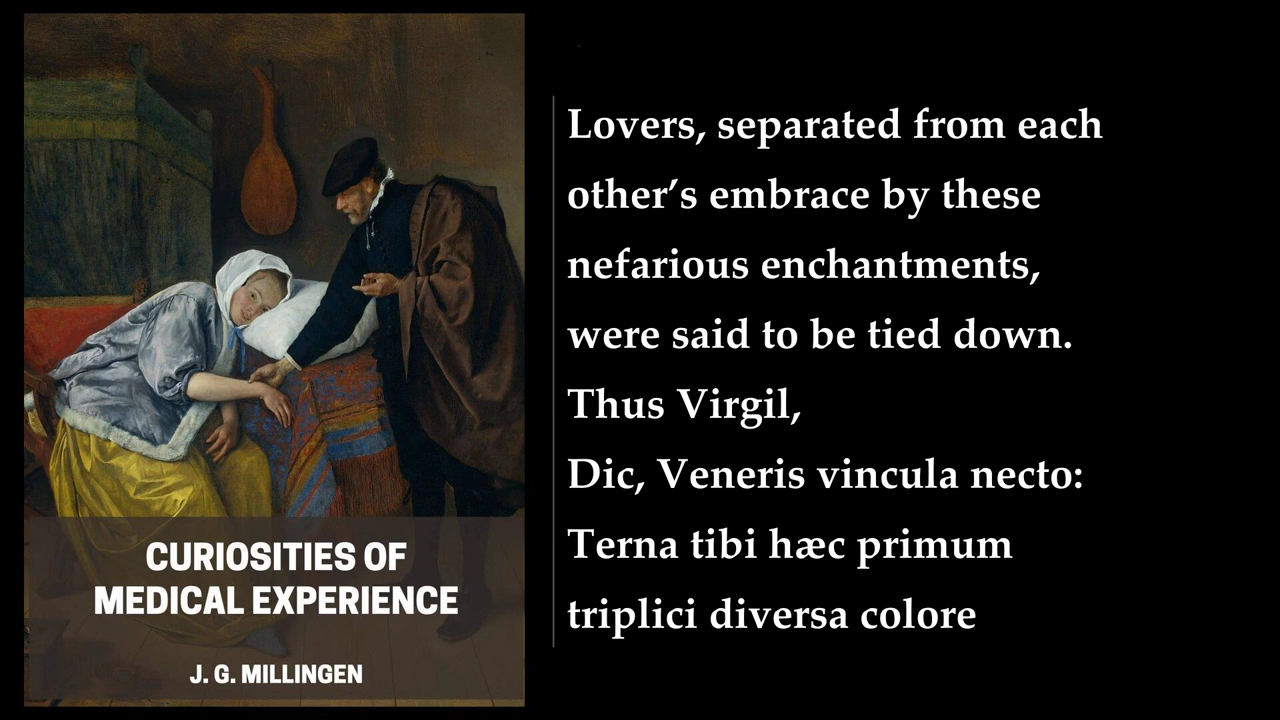 CURIOSITIES OF
MEDICAL EXPERIENCE
J. G. MILLINGEN
Lovers, separated from each
other’s embrace by these
nefarious enchantments,
were said to be tied down.
Thus Virgil,
Dic, Veneris vincula necto:
Terna tibi hæc primum
triplici diversa colore